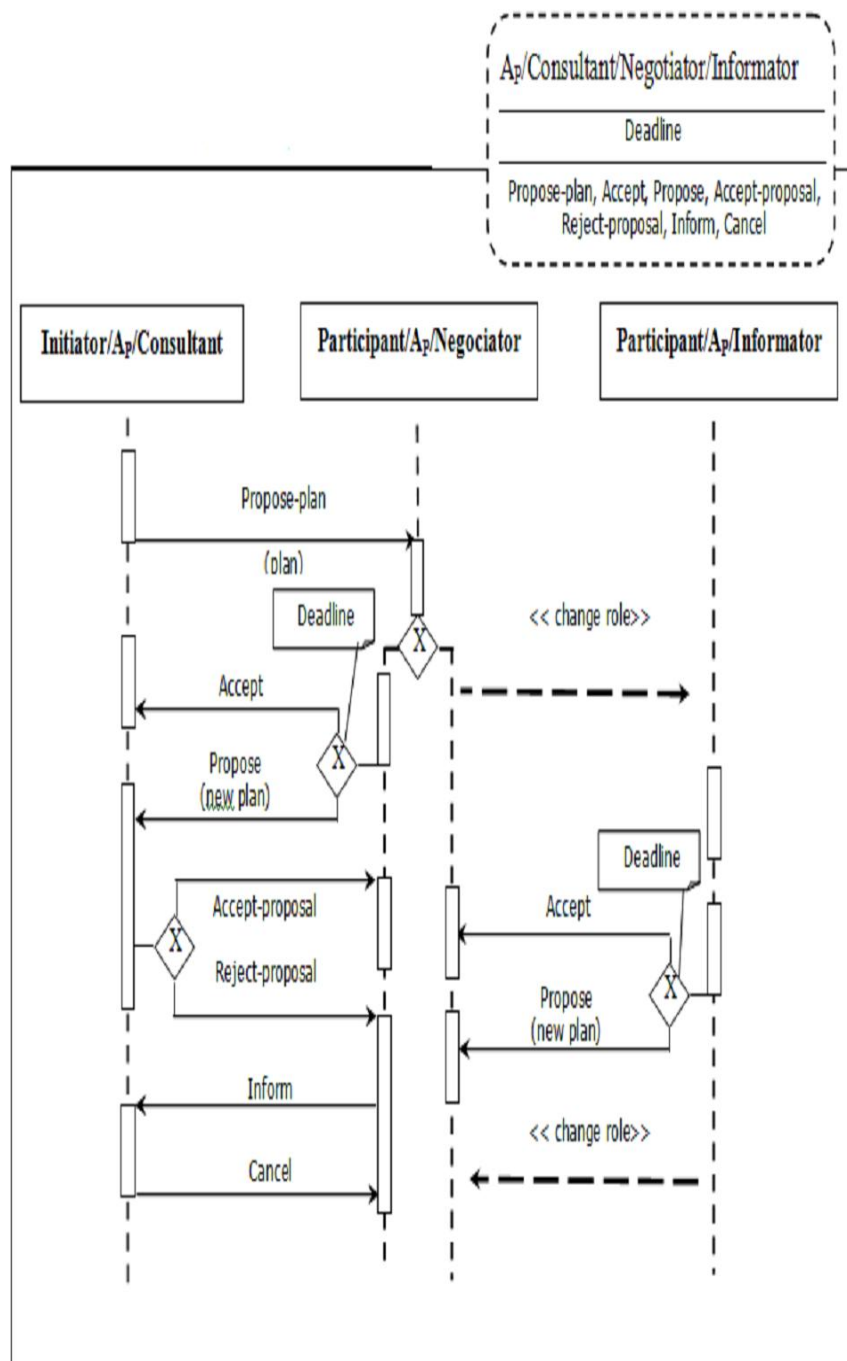 Ap/Consultant/Negotiator/Informator
Deadline
Propose-plan, Accept, Propose, Accept-proposal,
Reject-proposal, Inform, Cancel
Initiator/Ap/Consultant
Participant/Ap/Negociator
Participant/Ap/Informator
Propose-plan
(plan)
Deadline
X
<< change role>>
Accept
X
Propose
(new plan)
Deadline
Accept-proposal
X
Reject-proposal
Accept
X
Propose
(new plan)
Inform
<< change role>>
Cancel